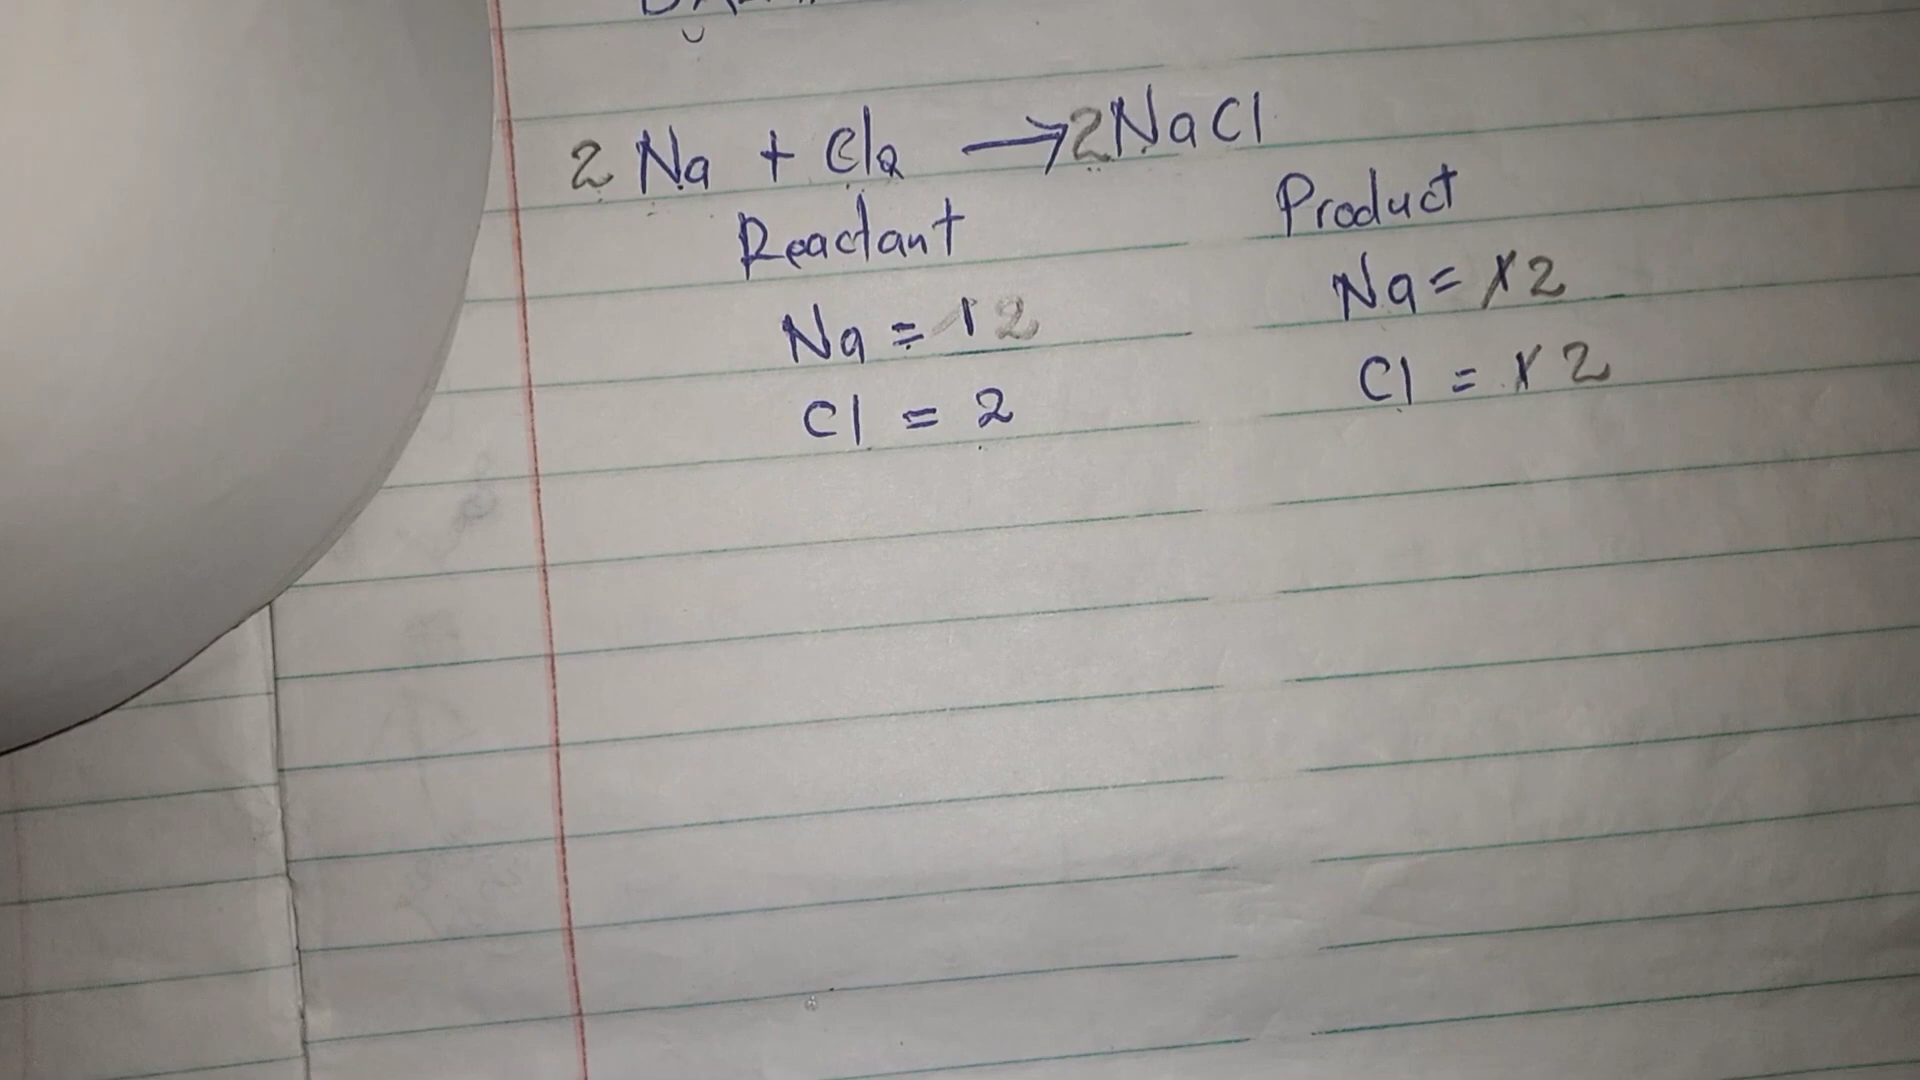 2 Na + Cl2 → 2NaCl
Reactant Product
Na = 1 2 Na = 1 2
Cl = 2 Cl = 1 2